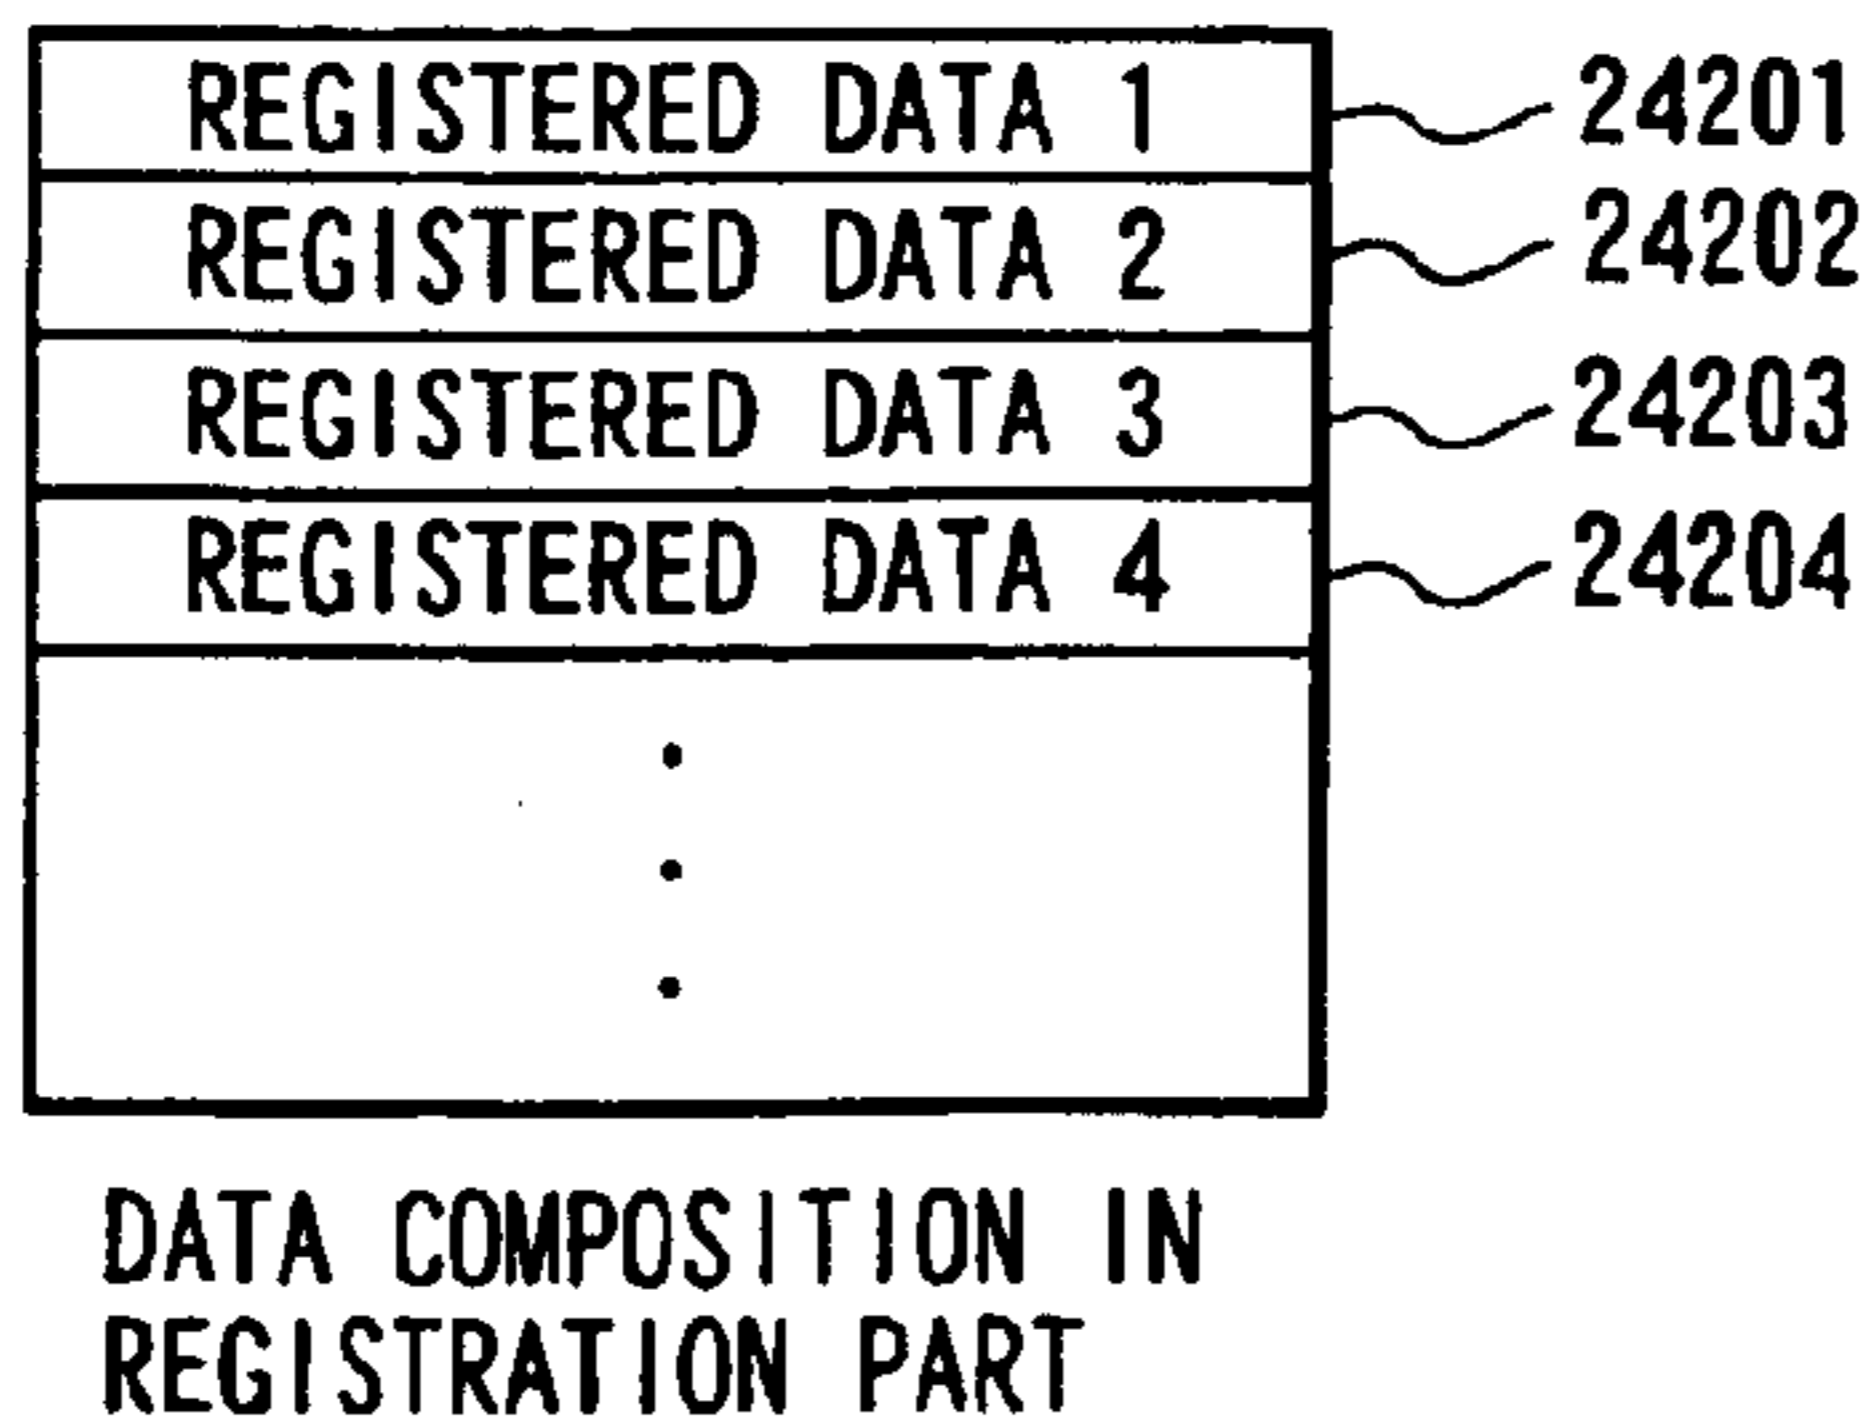 REGISTERED DATA 1 24201
REGISTERED DATA 2 24202
REGISTERED DATA 3 24203
REGISTERED DATA 4 24204
DATA COMPOSITION IN
REGISTRATION PART